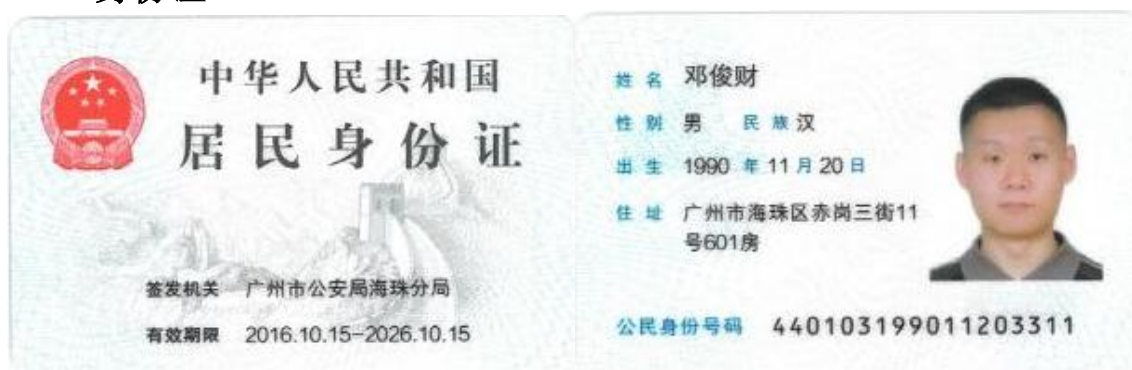 中华人民共和国
居民身份证
签发机关 广州市公安局海珠分局
有效期限 2016.10.15-2026.10.15
姓名 邓俊财
性别 男 民族 汉
出生 1990 年 11 月 20 日
住址 广州市海珠区赤岗三街11
号601房
公民身份号码 440103199011203311